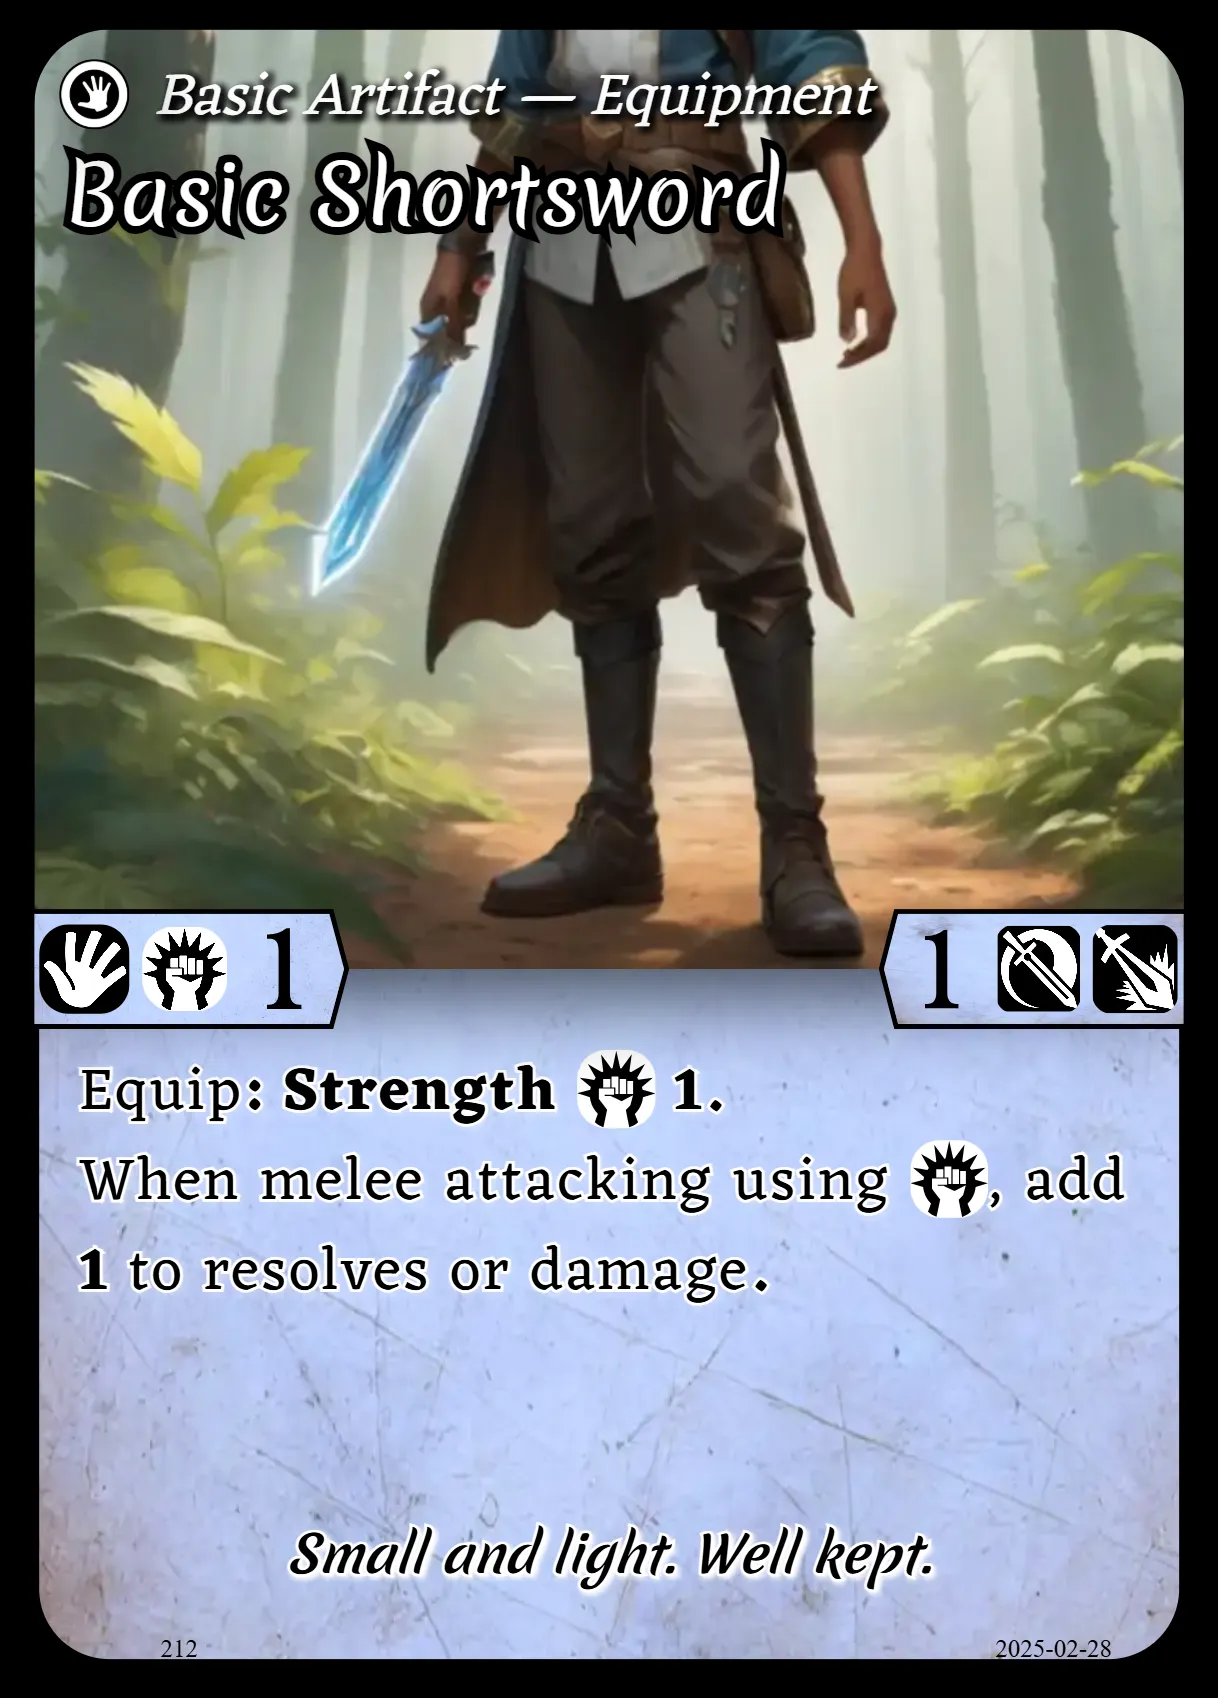 Basic Artifact — Equipment
Basic Shortsword
1
1
Equip: Strength 1.
When melee attacking using , add
1 to resolves or damage.
Small and light. Well kept.
212
2025-02-28